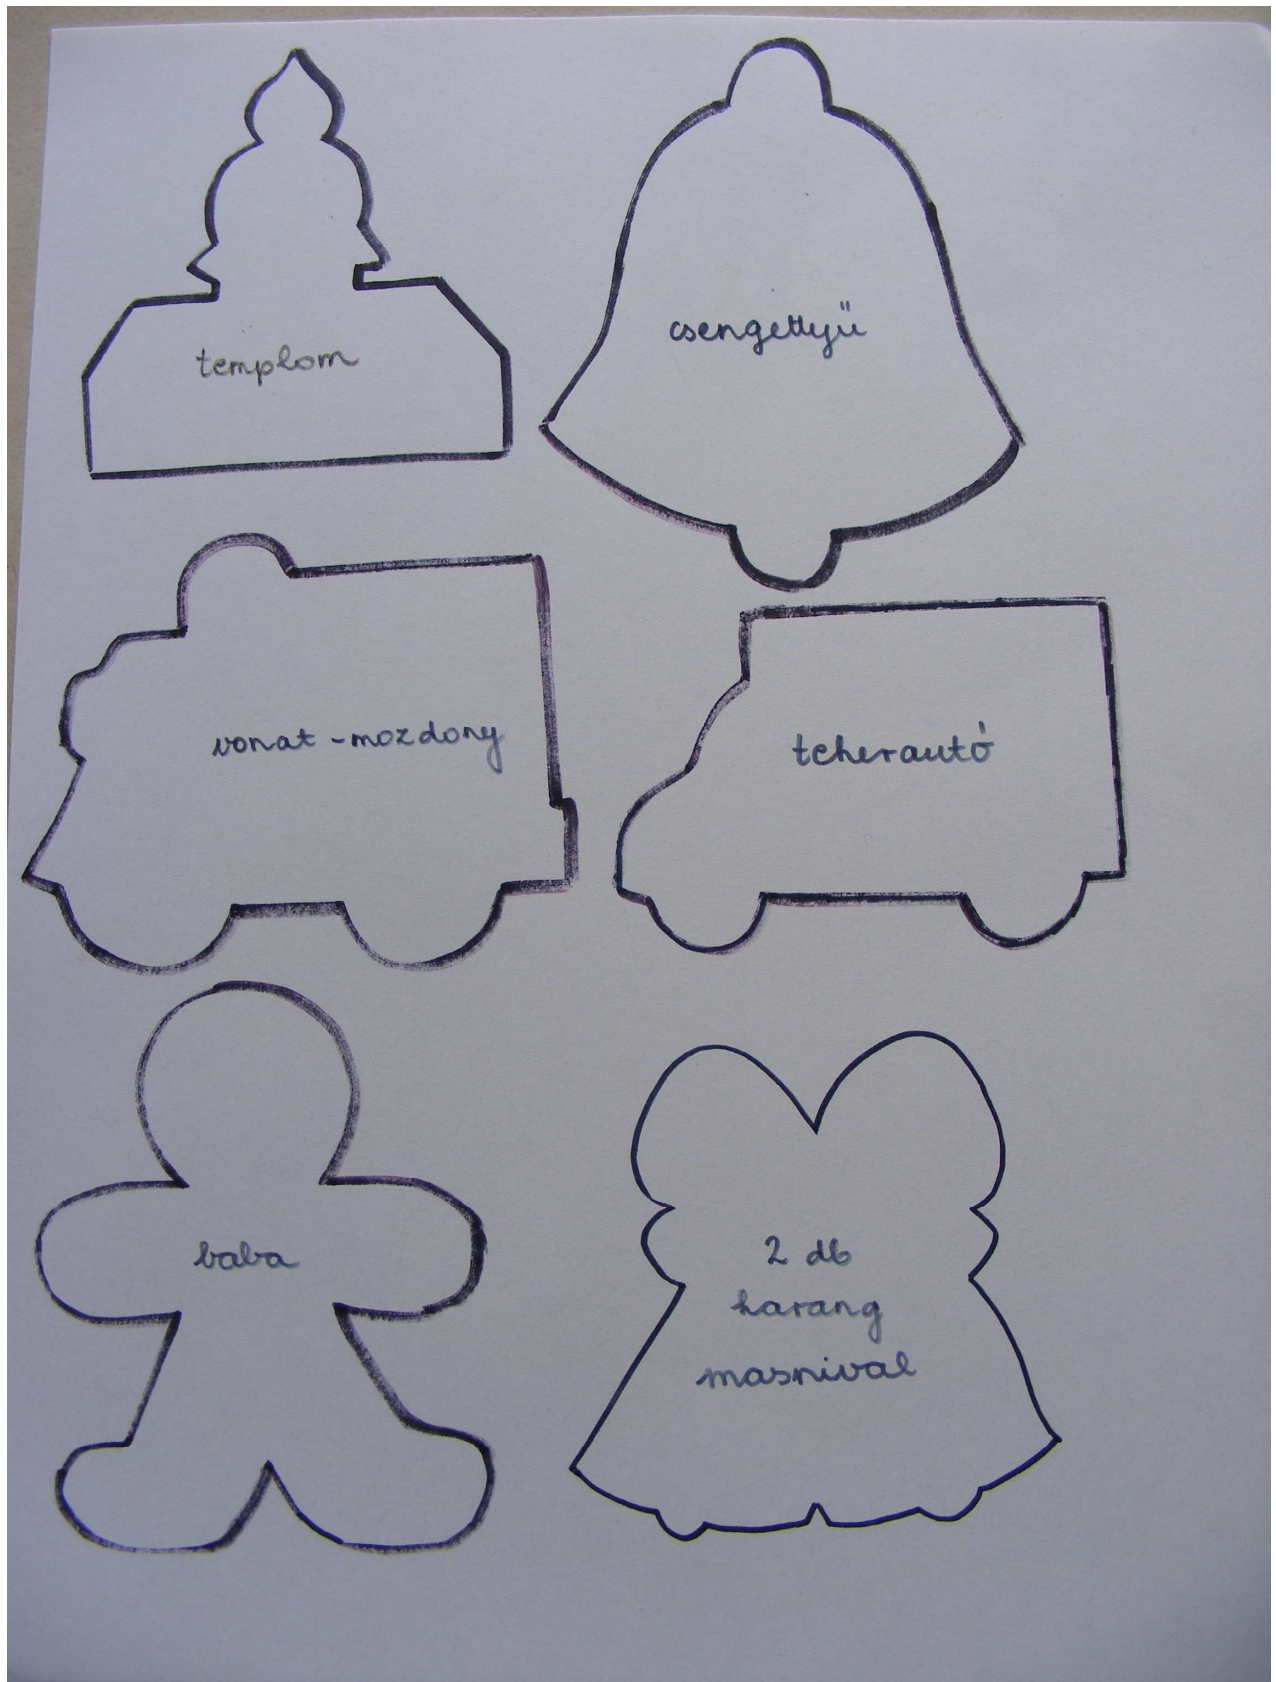 templom
csengettyű
vonat - mozdony
teherautó
baba
2 db
harang
masnival